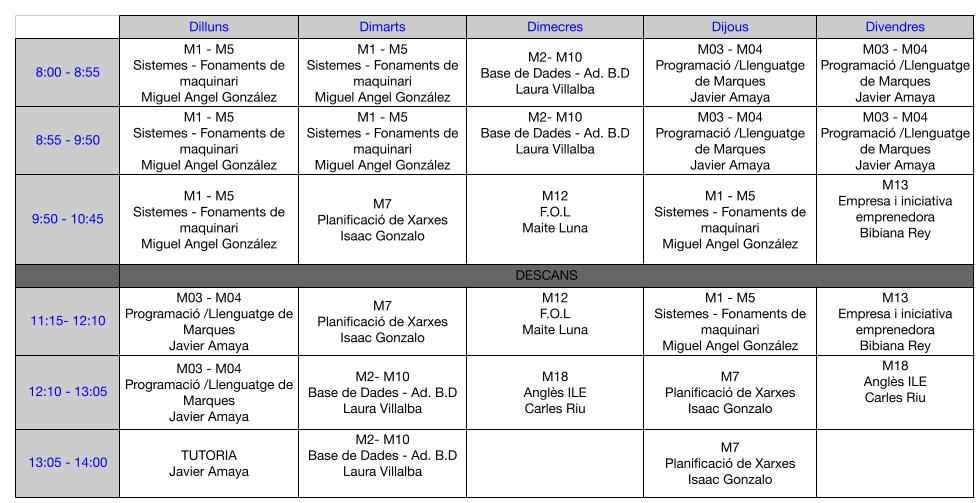 Dilluns Dimarts Dimecres Dijous Divendres
8:00 - 8:55
M1 - M5
Sistemes - Fonaments de
maquinari
Miguel Angel González
M1 - M5
Sistemes - Fonaments de
maquinari
Miguel Angel González
M2- M10
Base de Dades - Ad. B.D
Laura Villalba
M03 - M04
Programació /Llenguatge
de Marques
Javier Amaya
M03 - M04
Programació /Llenguatge
de Marques
Javier Amaya
8:55 - 9:50
M1 - M5
Sistemes - Fonaments de
maquinari
Miguel Angel González
M1 - M5
Sistemes - Fonaments de
maquinari
Miguel Angel González
M2- M10
Base de Dades - Ad. B.D
Laura Villalba
M03 - M04
Programació /Llenguatge
de Marques
Javier Amaya
M03 - M04
Programació /Llenguatge
de Marques
Javier Amaya
9:50 - 10:45
M1 - M5
Sistemes - Fonaments de
maquinari
Miguel Angel González
M7
Planificació de Xarxes
Isaac Gonzalo
M12
F.O.L
Maite Luna
M1 - M5
Sistemes - Fonaments de
maquinari
Miguel Angel González
M13
Empresa i iniciativa
emprenedora
Bibiana Rey
DESCANS
11:15- 12:10
M03 - M04
Programació /Llenguatge de
Marques
Javier Amaya
M7
Planificació de Xarxes
Isaac Gonzalo
M12
F.O.L
Maite Luna
M1 - M5
Sistemes - Fonaments de
maquinari
Miguel Angel González
M13
Empresa i iniciativa
emprenedora
Bibiana Rey
12:10 - 13:05
M03 - M04
Programació /Llenguatge de
Marques
Javier Amaya
M2- M10
Base de Dades - Ad. B.D
Laura Villalba
M18
Anglès ILE
Carles Riu
M7
Planificació de Xarxes
Isaac Gonzalo
M18
Anglès ILE
Carles Riu
13:05 - 14:00
TUTORIA
Javier Amaya
M2- M10
Base de Dades - Ad. B.D
Laura Villalba
M7
Planificació de Xarxes
Isaac Gonzalo